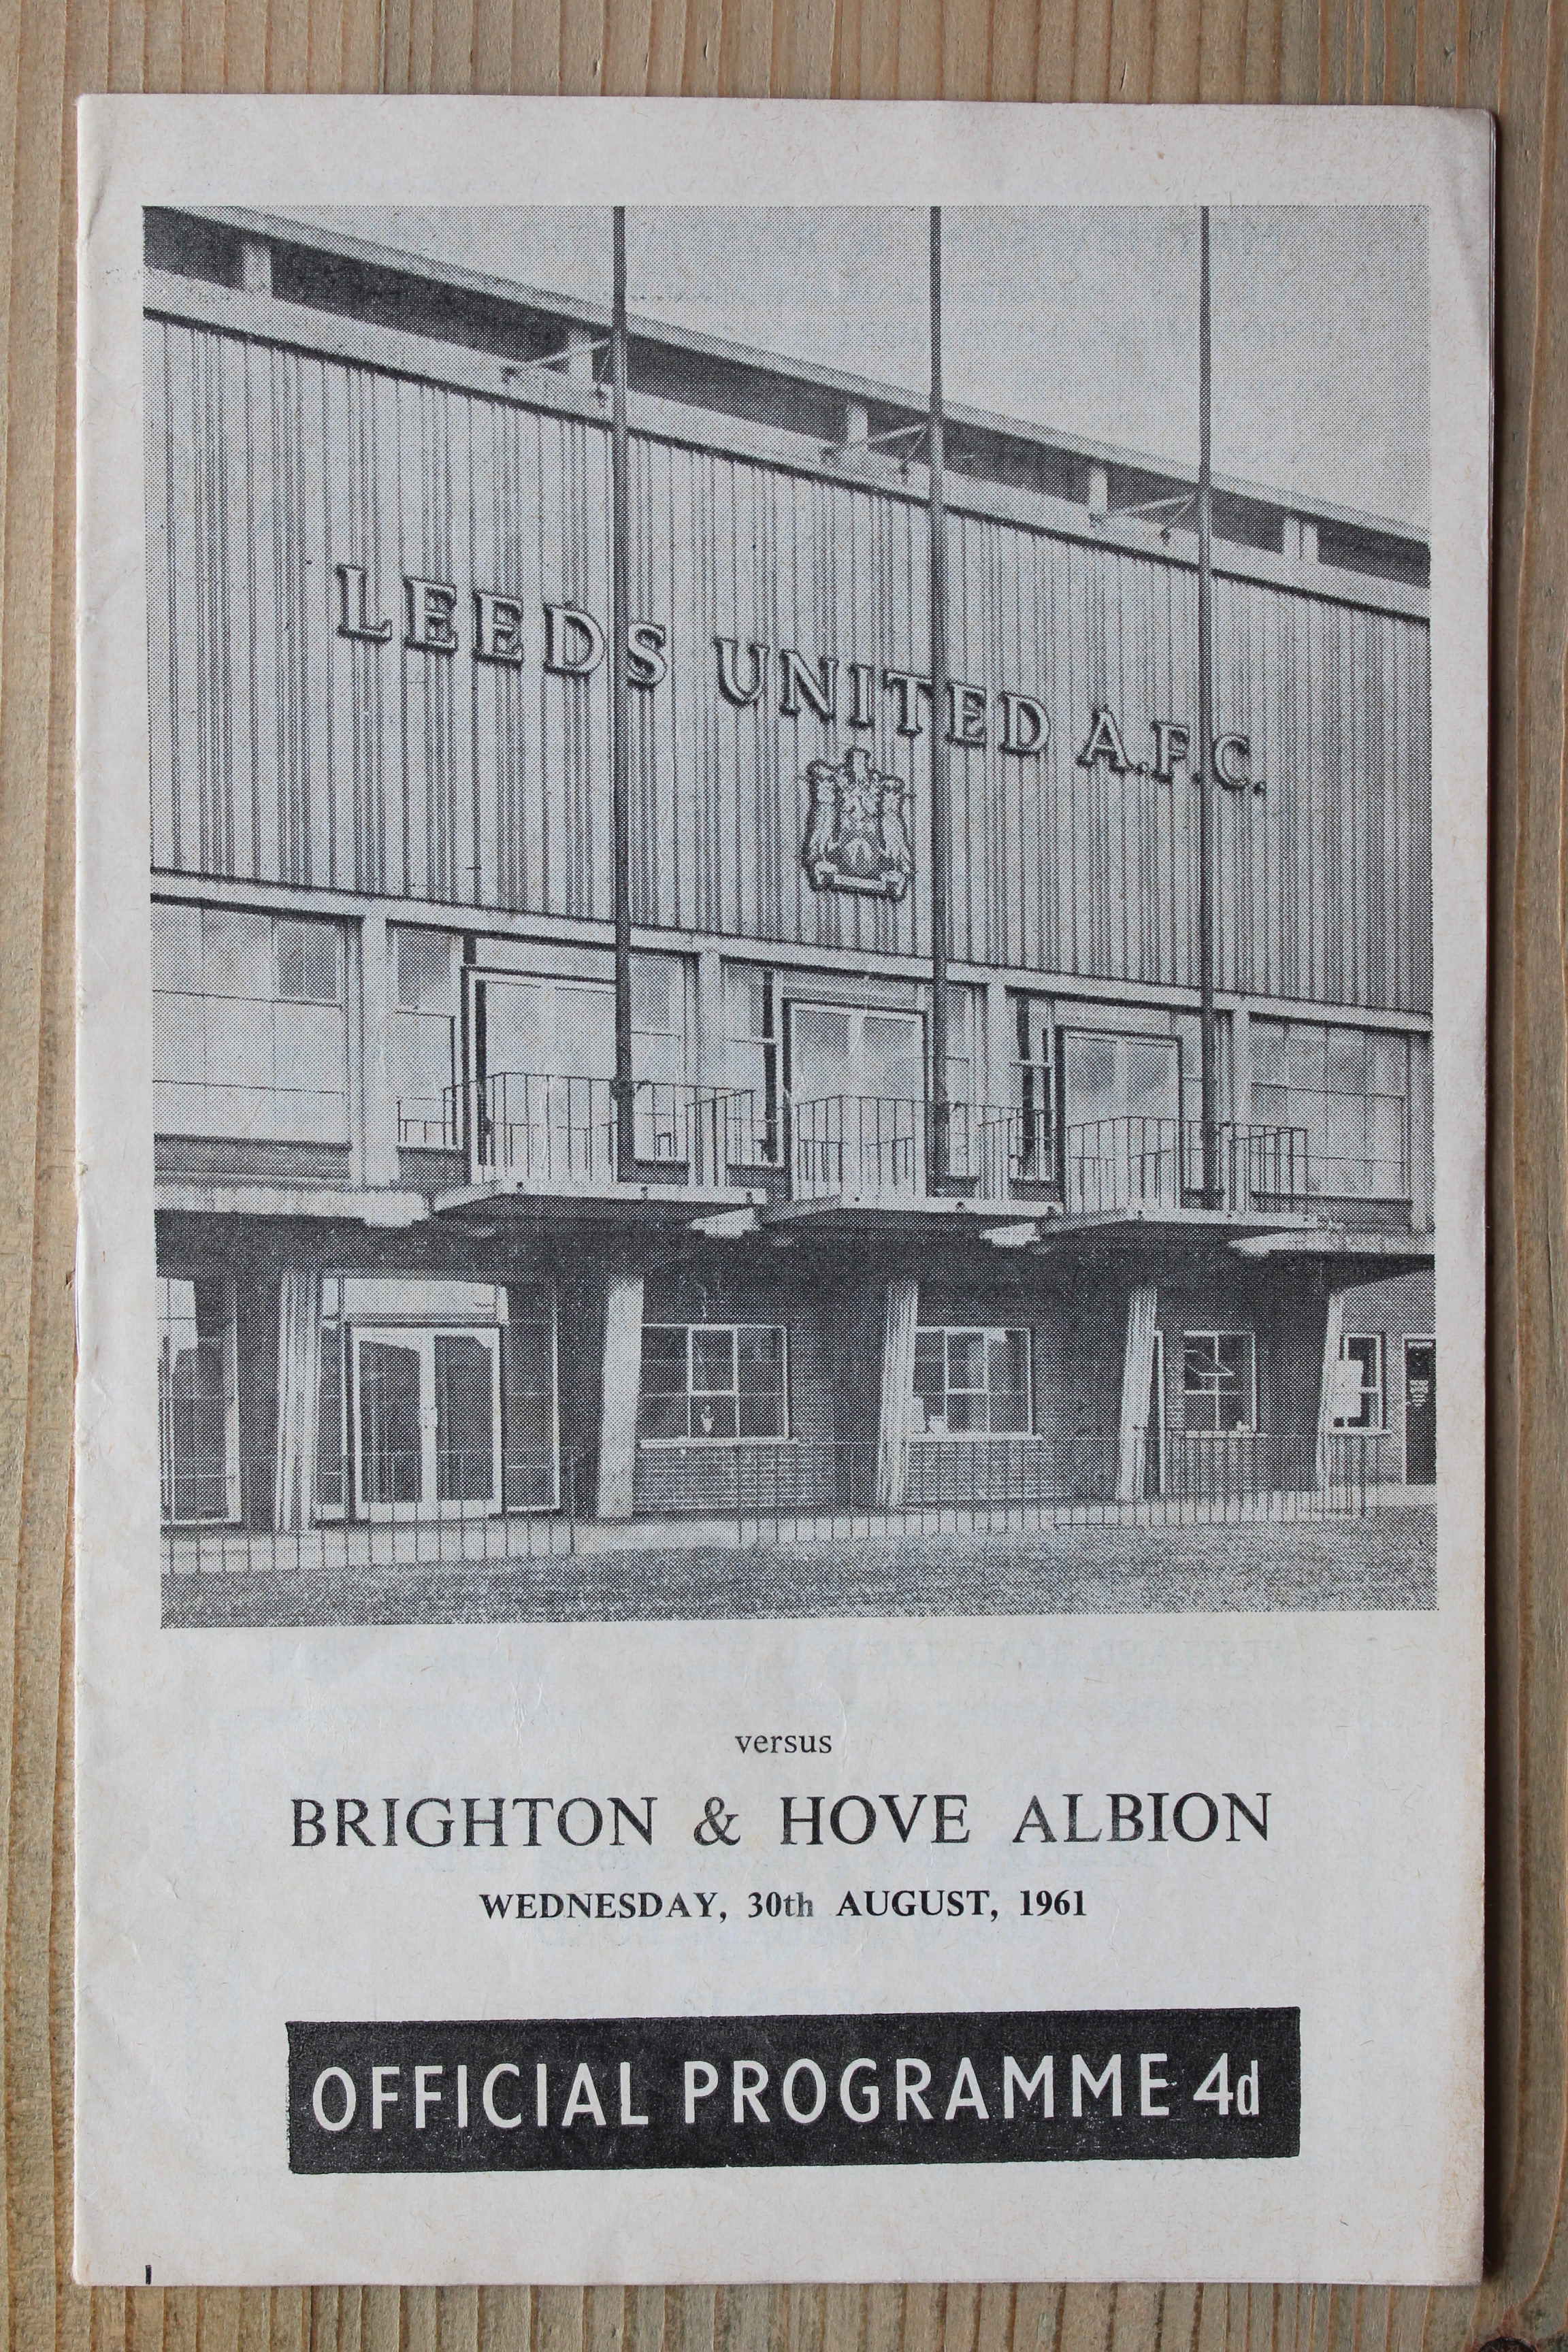 LEEDS UNITED A.F.C.
versus
BRIGHTON & HOVE ALBION
WEDNESDAY, 30th AUGUST, 1961
OFFICIAL PROGRAMME 4d